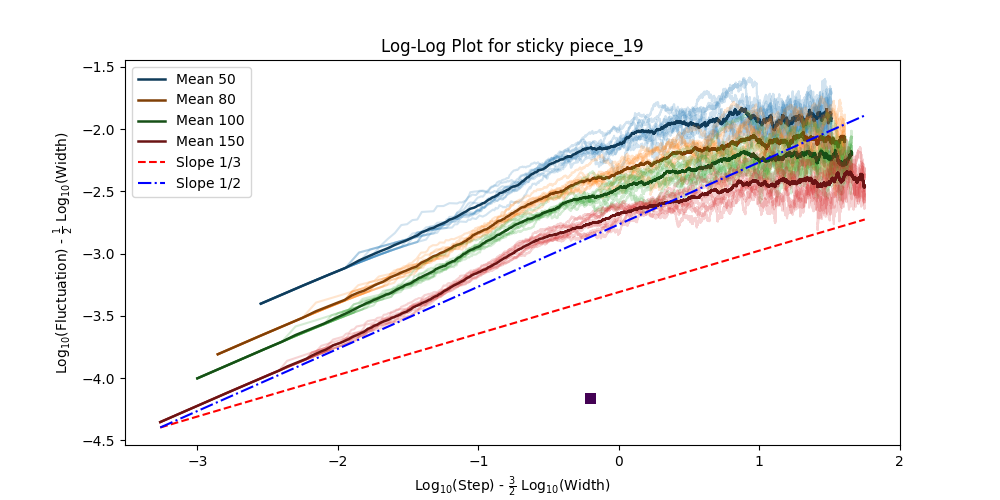 Log-Log Plot for sticky piece_19
Log₁₀(Fluctuation) - ½ Log₁₀(Width)
−1.5
−2.0
−2.5
−3.0
−3.5
−4.0
−4.5
Mean 50
Mean 80
Mean 100
Mean 150
Slope 1/3
Slope 1/2
−3 −2 −1 0 1 2
Log₁₀(Step) - 3/2 Log₁₀(Width)